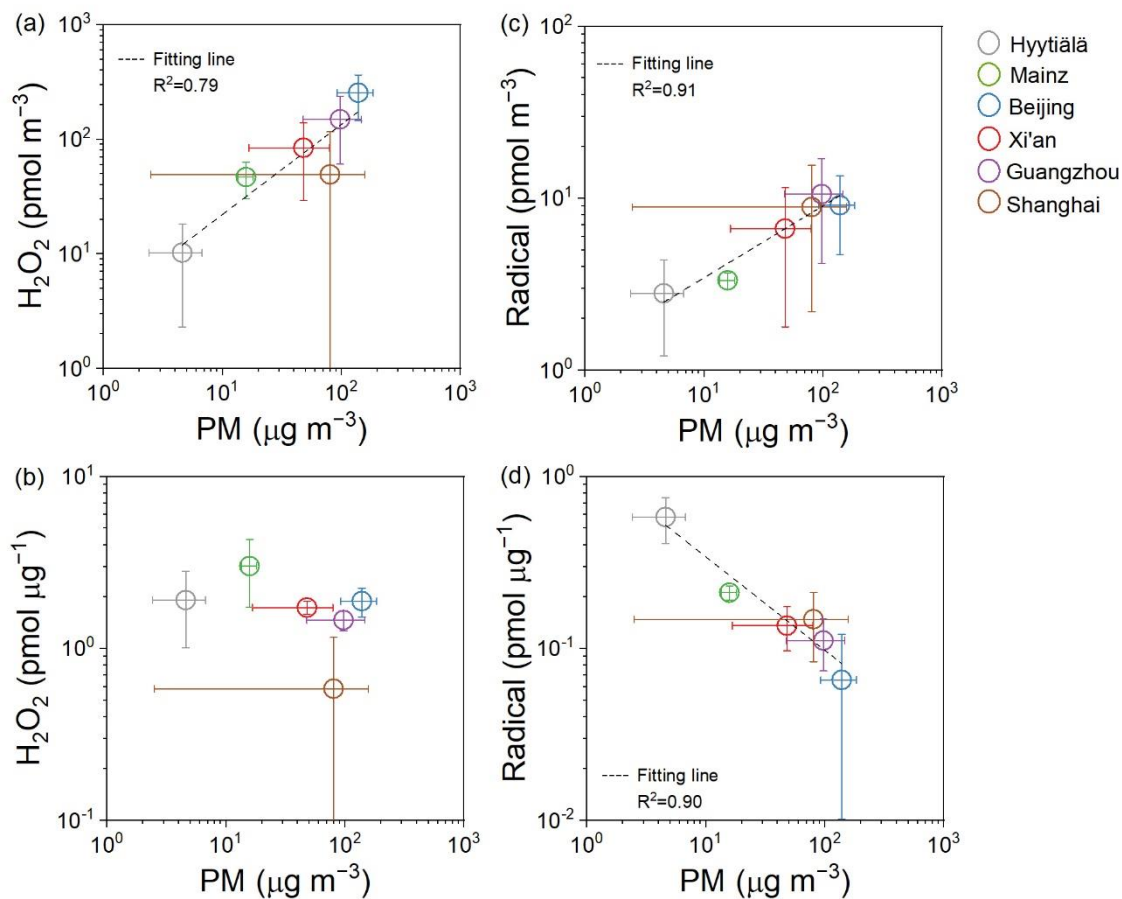 (a)
10³
10²
10¹
10⁰
H₂O₂ (pmol m⁻³)
Fitting line
R²=0.79
10⁰ 10¹ 10² 10³
PM (μg m⁻³)
(c)
10²
10¹
10⁰
Radical (pmol m⁻³)
Fitting line
R²=0.91
10⁰ 10¹ 10² 10³
PM (μg m⁻³)
Hyytiälä
Mainz
Beijing
Xi'an
Guangzhou
Shanghai
(b)
10¹
10⁰
10⁻¹
H₂O₂ (pmol μg⁻¹)
10⁰ 10¹ 10² 10³
PM (μg m⁻³)
(d)
10⁰
10⁻¹
10⁻²
Radical (pmol μg⁻¹)
Fitting line
R²=0.90
10⁰ 10¹ 10² 10³
PM (μg m⁻³)